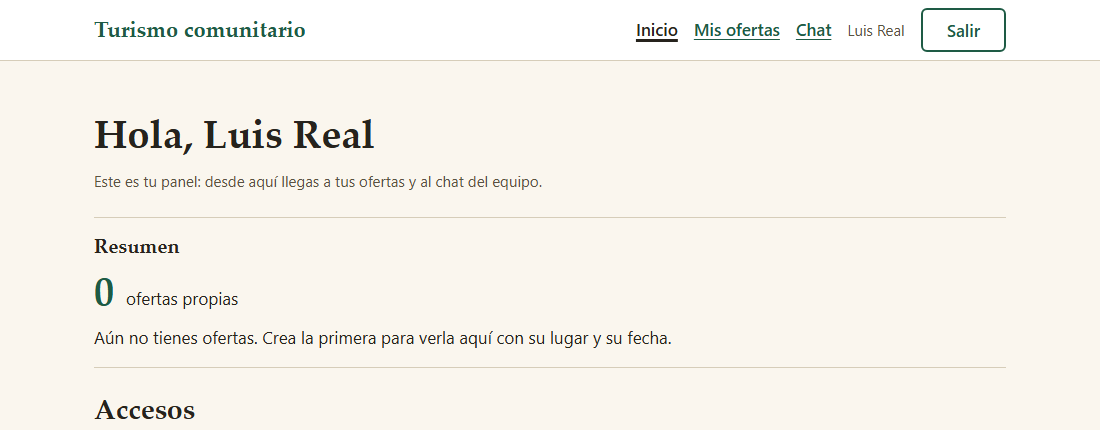 Turismo comunitario
Inicio Mis ofertas Chat Luis Real Salir
Hola, Luis Real
Este es tu panel: desde aquí llegas a tus ofertas y al chat del equipo.
Resumen
0 ofertas propias
Aún no tienes ofertas. Crea la primera para verla aquí con su lugar y su fecha.
Accesos